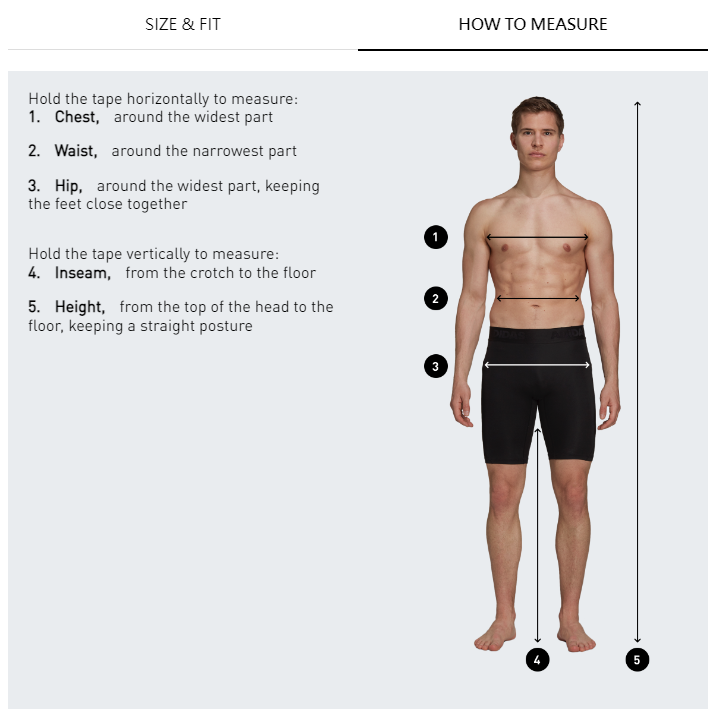 SIZE & FIT
HOW TO MEASURE
Hold the tape horizontally to measure:
1. Chest, around the widest part
2. Waist, around the narrowest part
3. Hip, around the widest part, keeping
the feet close together
Hold the tape vertically to measure:
4. Inseam, from the crotch to the floor
5. Height, from the top of the head to the
floor, keeping a straight posture
1
2
3
4
5